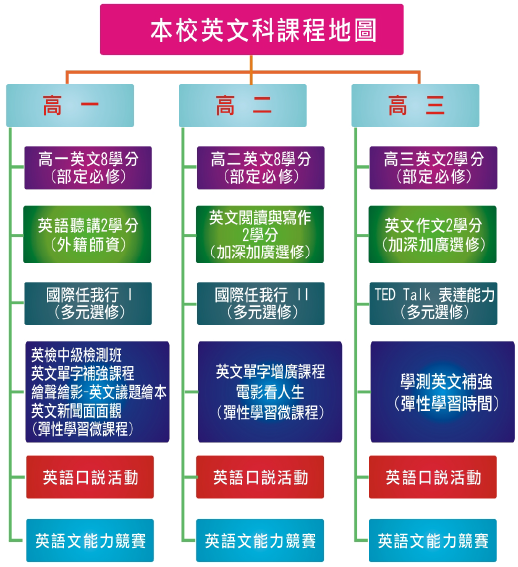 本校英文科課程地圖
高 一
高一英文8學分
(部定必修)
英語聽講2學分
(外籍師資)
國際任我行 I
(多元選修)
英檢中級檢測班
英文單字補強課程
繪聲繪影-英文議題繪本
英文新聞面面觀
(彈性學習微課程)
英語口說活動
英語文能力競賽
高 二
高二英文8學分
(部定必修)
英文閱讀與寫作
2學分
(加深加廣選修)
國際任我行 II
(多元選修)
英文單字增廣課程
電影看人生
(彈性學習微課程)
英語口說活動
英語文能力競賽
高 三
高三英文2學分
(部定必修)
英文作文2學分
(加深加廣選修)
TED Talk 表達能力
(多元選修)
學測英文補強
(彈性學習時間)
英語口說活動
英語文能力競賽